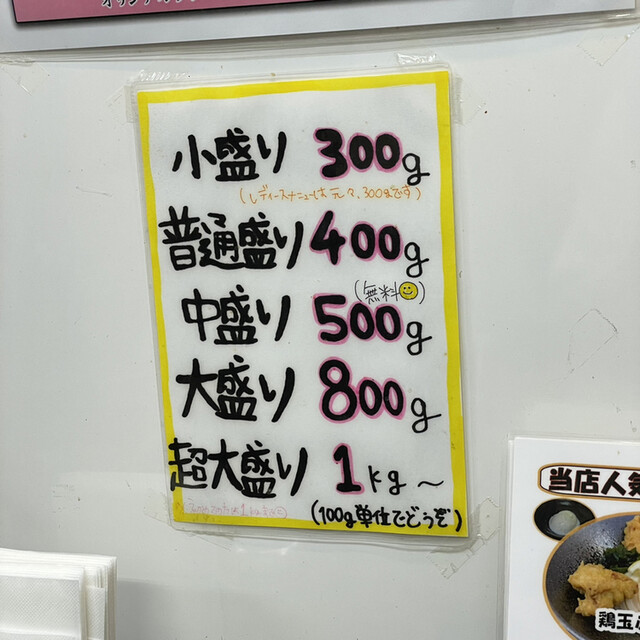 小盛り 300g
(レディースメニューは元々、300gです)
普通盛り 400g
(無料)
中盛り 500g
大盛り 800g
超大盛り 1kg～
(100g単位でどうぞ)
当店人
鶏玉